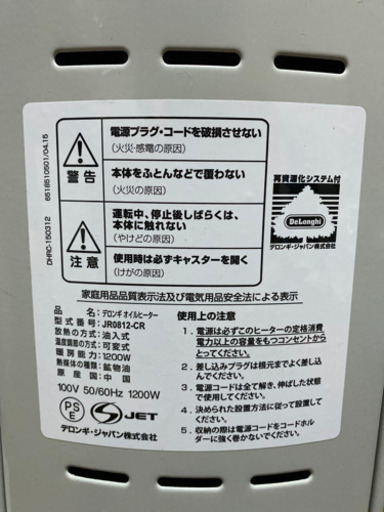 電源プラグ・コードを破損させない
(火災・感電の原因)
警告
本体をふとんなどで覆わない
(火災の原因)
運転中、停止後しばらくは、
本体に触れない
(やけどの原因)
注意
使用時は必ずキャスターを開く
(けがの原因)
再資源化システム付
DeLonghi
デロンギ・ジャパン株式会社
6518510501/04.15
DHRC-150312
家庭用品品質表示法及び電気用品安全法による表示
品名：デロンギ オイルヒーター
型番：JR0812-CR
放熱の方式：油入式
温度調節：可変式
暖房能力：1200W
熱媒体の種類：鉱物油
原産国：中国
100V 50/60Hz 1200W
PS
E
S JET
デロンギ・ジャパン株式会社
使用上の注意
1．電源は必ずこのヒーターの定格消費
電力以上の容量をもつコンセントから
とってください。
2．差し込みプラグは根元までよく差し
込んでください。
3．電源コードは全て解き、伸ばした状態
で使用してください。
4．決められた設置方法に従って設置して
ください。
5．収納の際は電源コードをコードホル
ダーに強く巻かないでください。